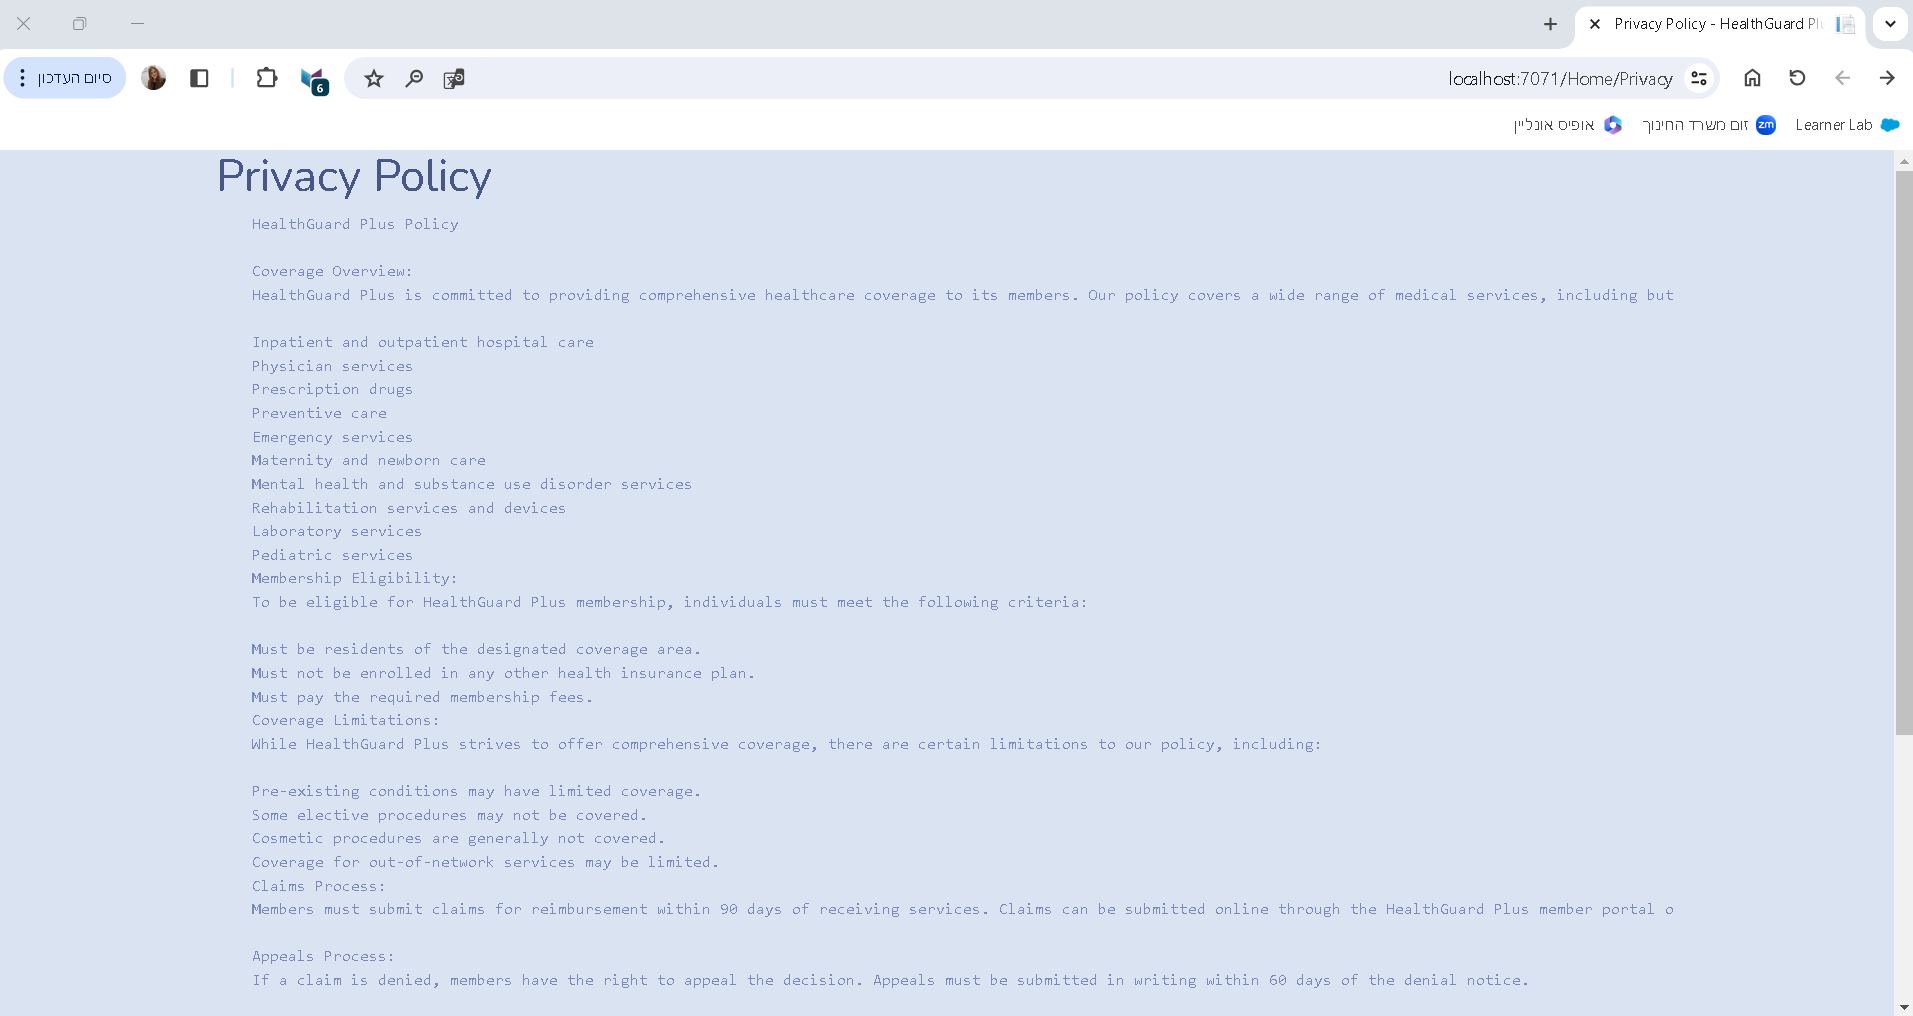 Privacy Policy - HealthGuard Plu
סיום העדכון
6
localhost:7071/Home/Privacy
אופיס אונליין
זום משרד החינוך
zm
Learner Lab
Privacy Policy
HealthGuard Plus Policy
Coverage Overview:
HealthGuard Plus is committed to providing comprehensive healthcare coverage to its members. Our policy covers a wide range of medical services, including but
Inpatient and outpatient hospital care
Physician services
Prescription drugs
Preventive care
Emergency services
Maternity and newborn care
Mental health and substance use disorder services
Rehabilitation services and devices
Laboratory services
Pediatric services
Membership Eligibility:
To be eligible for HealthGuard Plus membership, individuals must meet the following criteria:
Must be residents of the designated coverage area.
Must not be enrolled in any other health insurance plan.
Must pay the required membership fees.
Coverage Limitations:
While HealthGuard Plus strives to offer comprehensive coverage, there are certain limitations to our policy, including:
Pre-existing conditions may have limited coverage.
Some elective procedures may not be covered.
Cosmetic procedures are generally not covered.
Coverage for out-of-network services may be limited.
Claims Process:
Members must submit claims for reimbursement within 90 days of receiving services. Claims can be submitted online through the HealthGuard Plus member portal o
Appeals Process:
If a claim is denied, members have the right to appeal the decision. Appeals must be submitted in writing within 60 days of the denial notice.